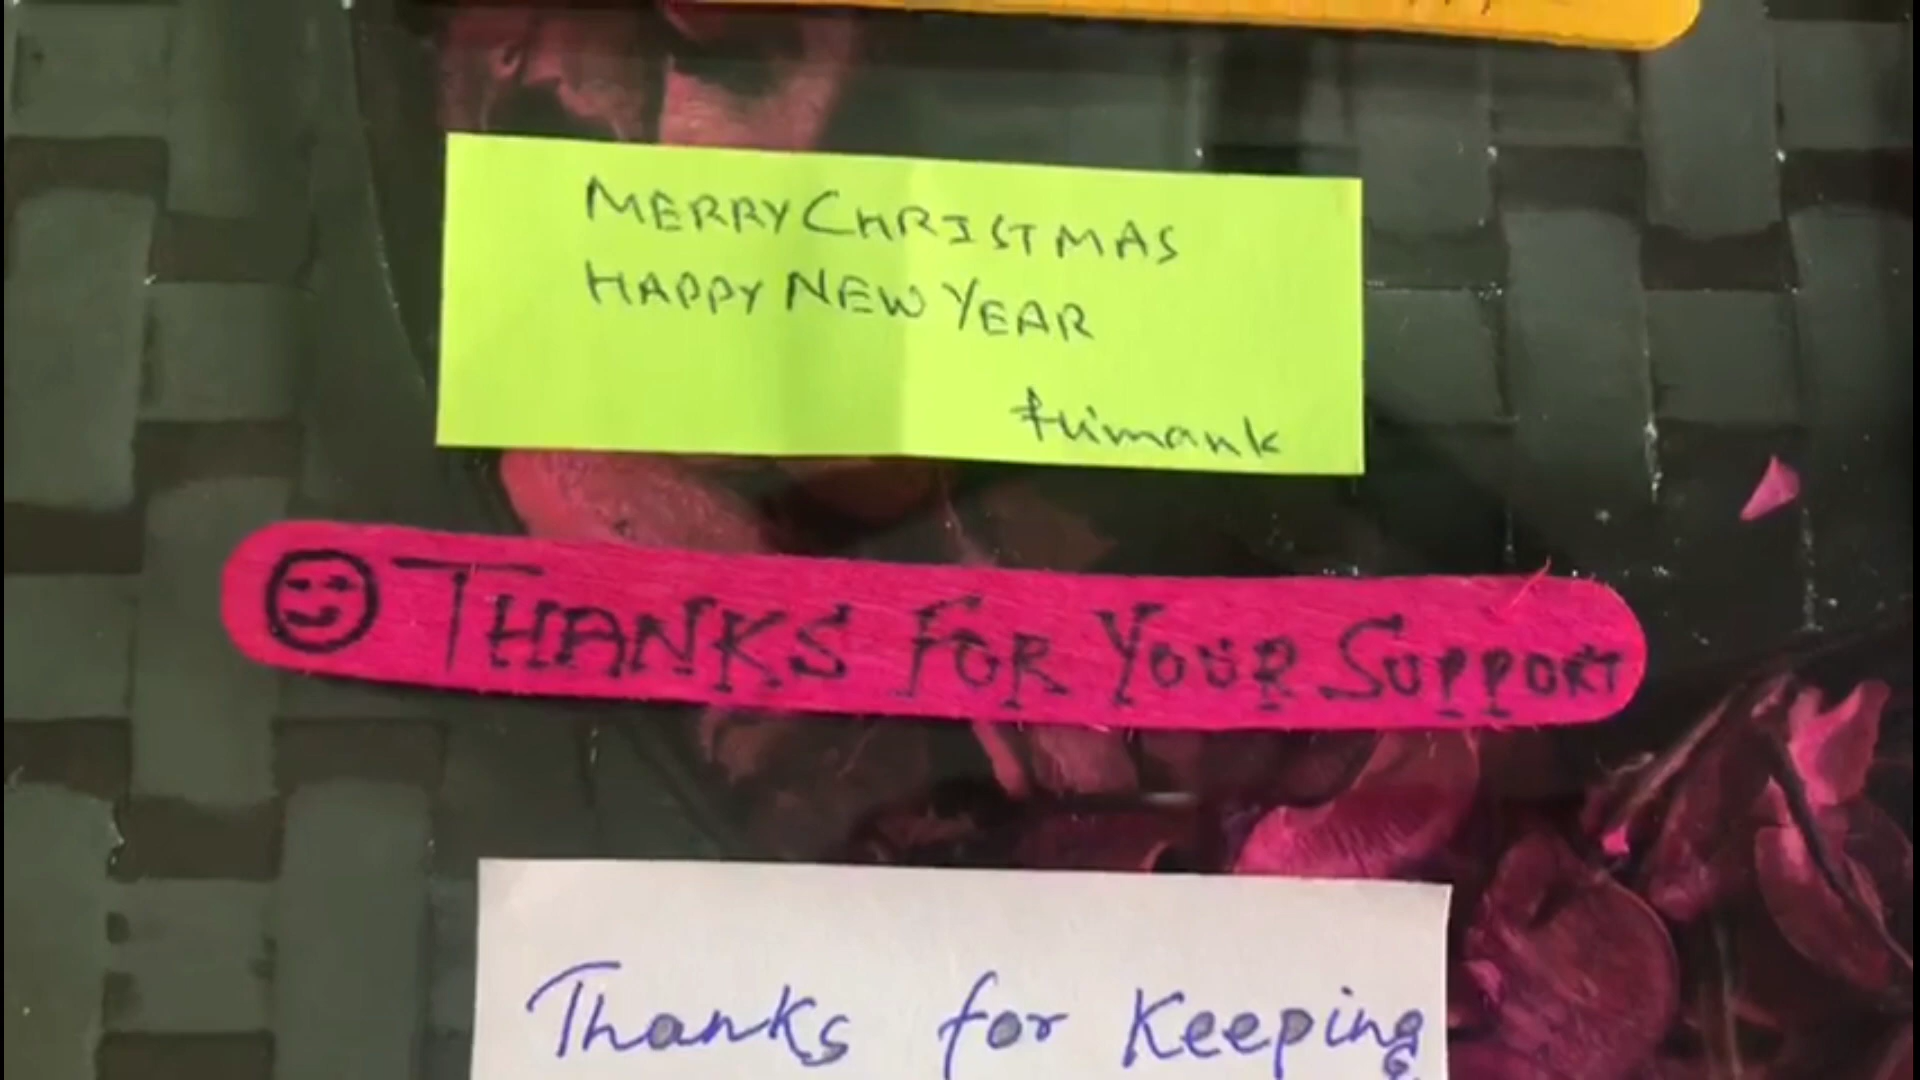 MERRY CHRISTMAS
HAPPY NEW YEAR
THANKS FOR YOUR SUPPORT
Thanks for Keeping